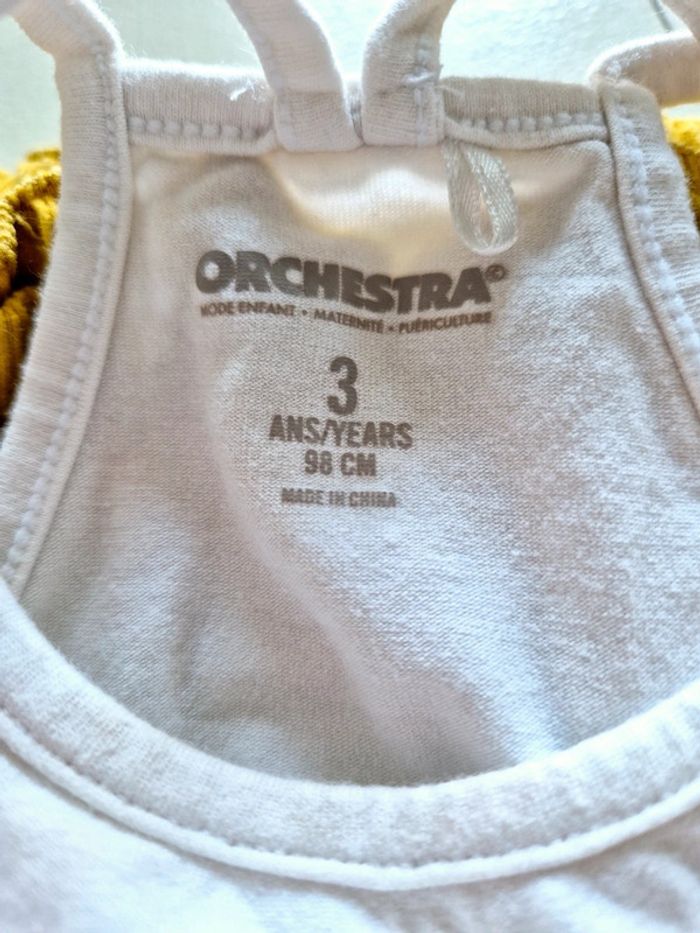 ORCHESTRA©
MODE ENFANT • MATERNITÉ • PUÉRICULTURE
3
ANS/YEARS
98 CM
MADE IN CHINA